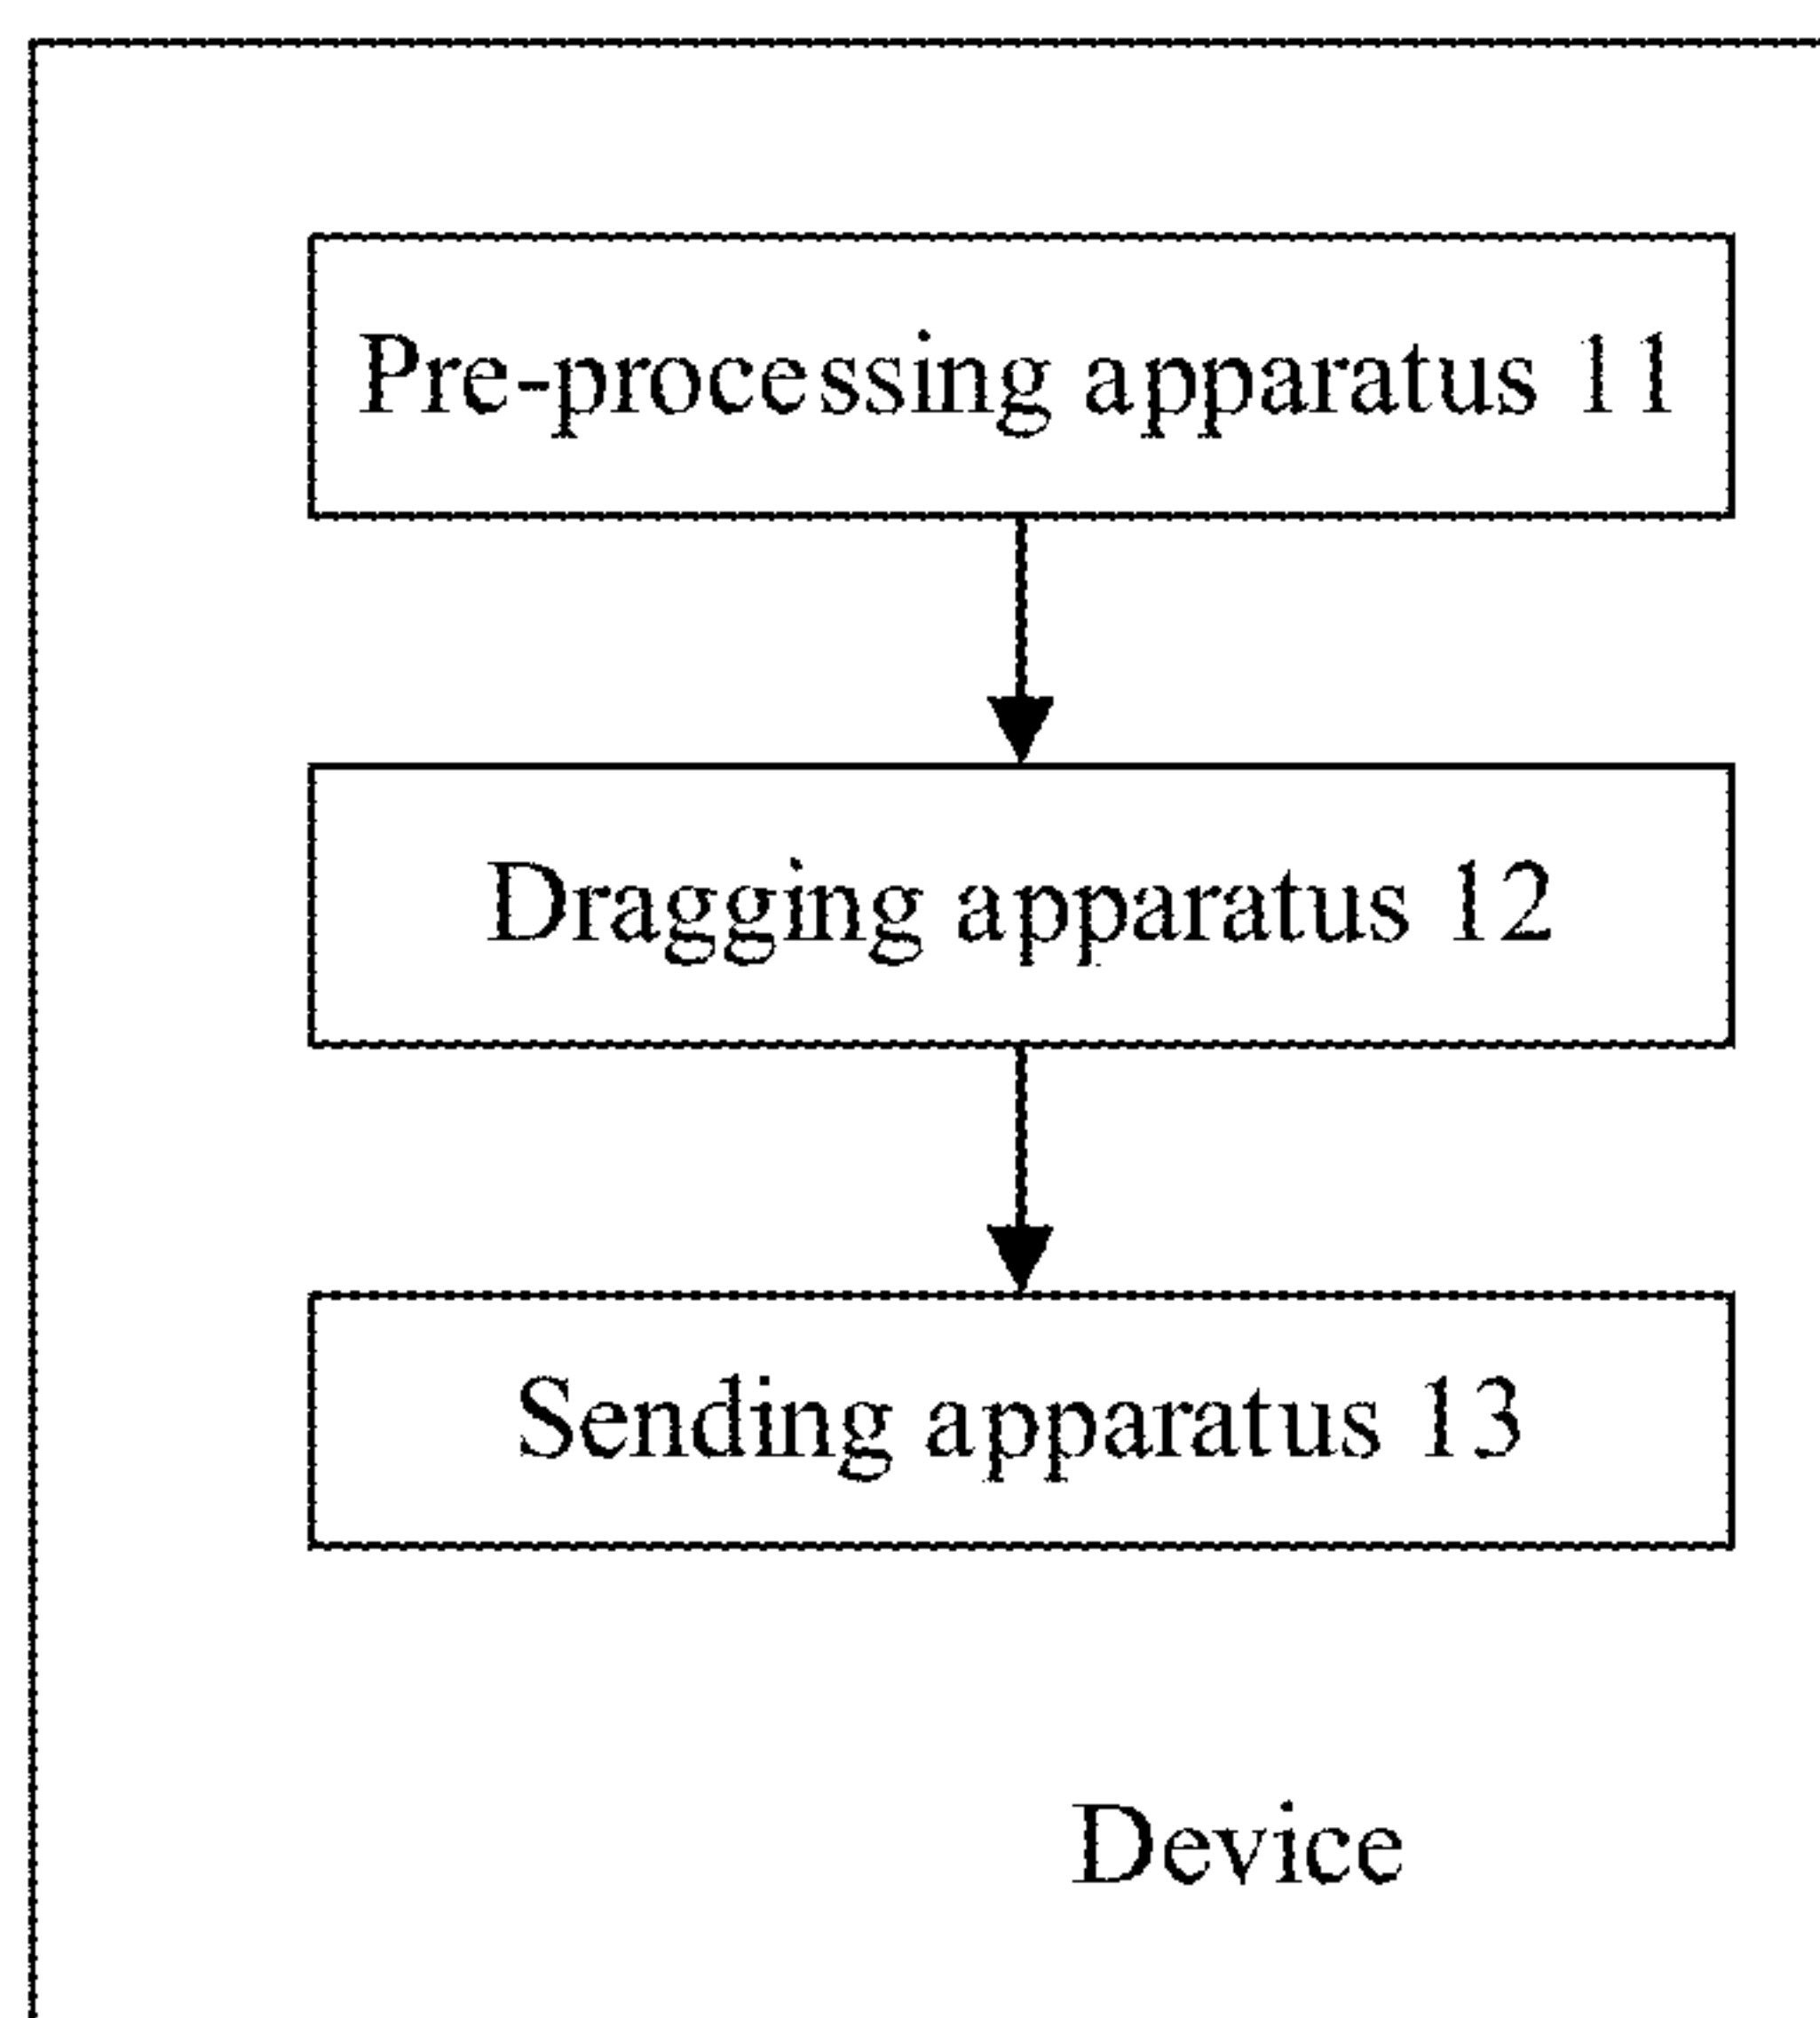 Pre-processing apparatus 11
Dragging apparatus 12
Sending apparatus 13
Device